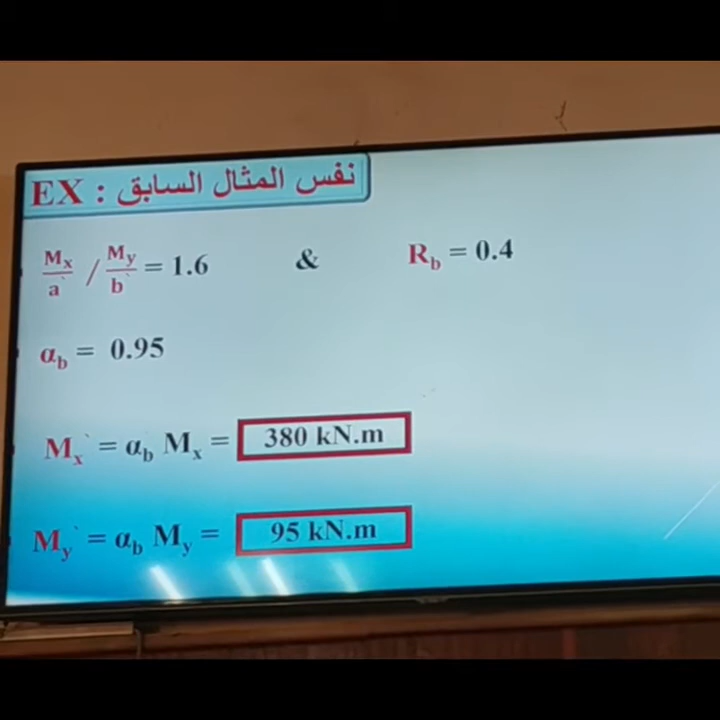 EX : نفس المثال السابق
Mx/a` / My/b` = 1.6 & Rb = 0.4
αb = 0.95
Mx` = αb Mx = 380 kN.m
My` = αb My = 95 kN.m